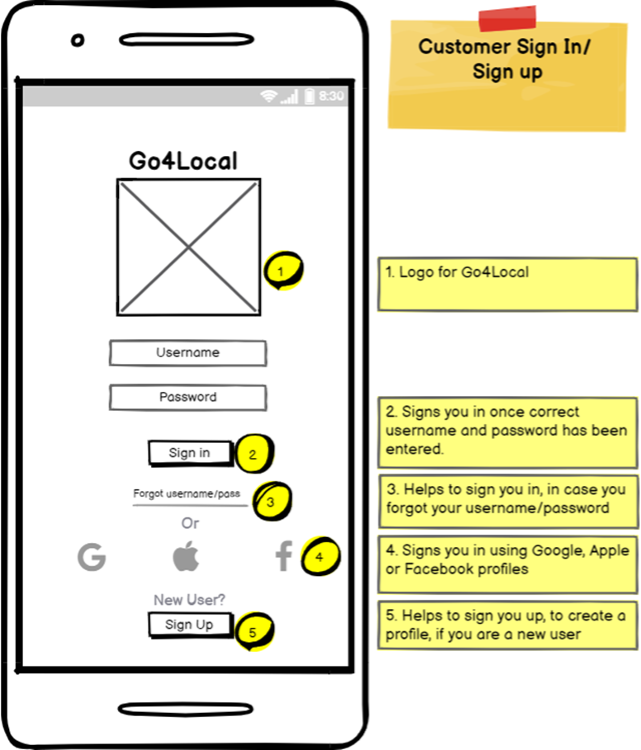 Customer Sign In/
Sign up
8:30
Go4Local
1
1. Logo for Go4Local
Username
Password
Sign in
2
2. Signs you in once correct
username and password has been
entered.
Forgot username/pass
3
3. Helps to sign you in, in case you
forgot your username/password
Or
G
f
4
4. Signs you in using Google, Apple
or Facebook profiles
New User?
Sign Up
5
5. Helps to sign you up, to create a
profile, if you are a new user